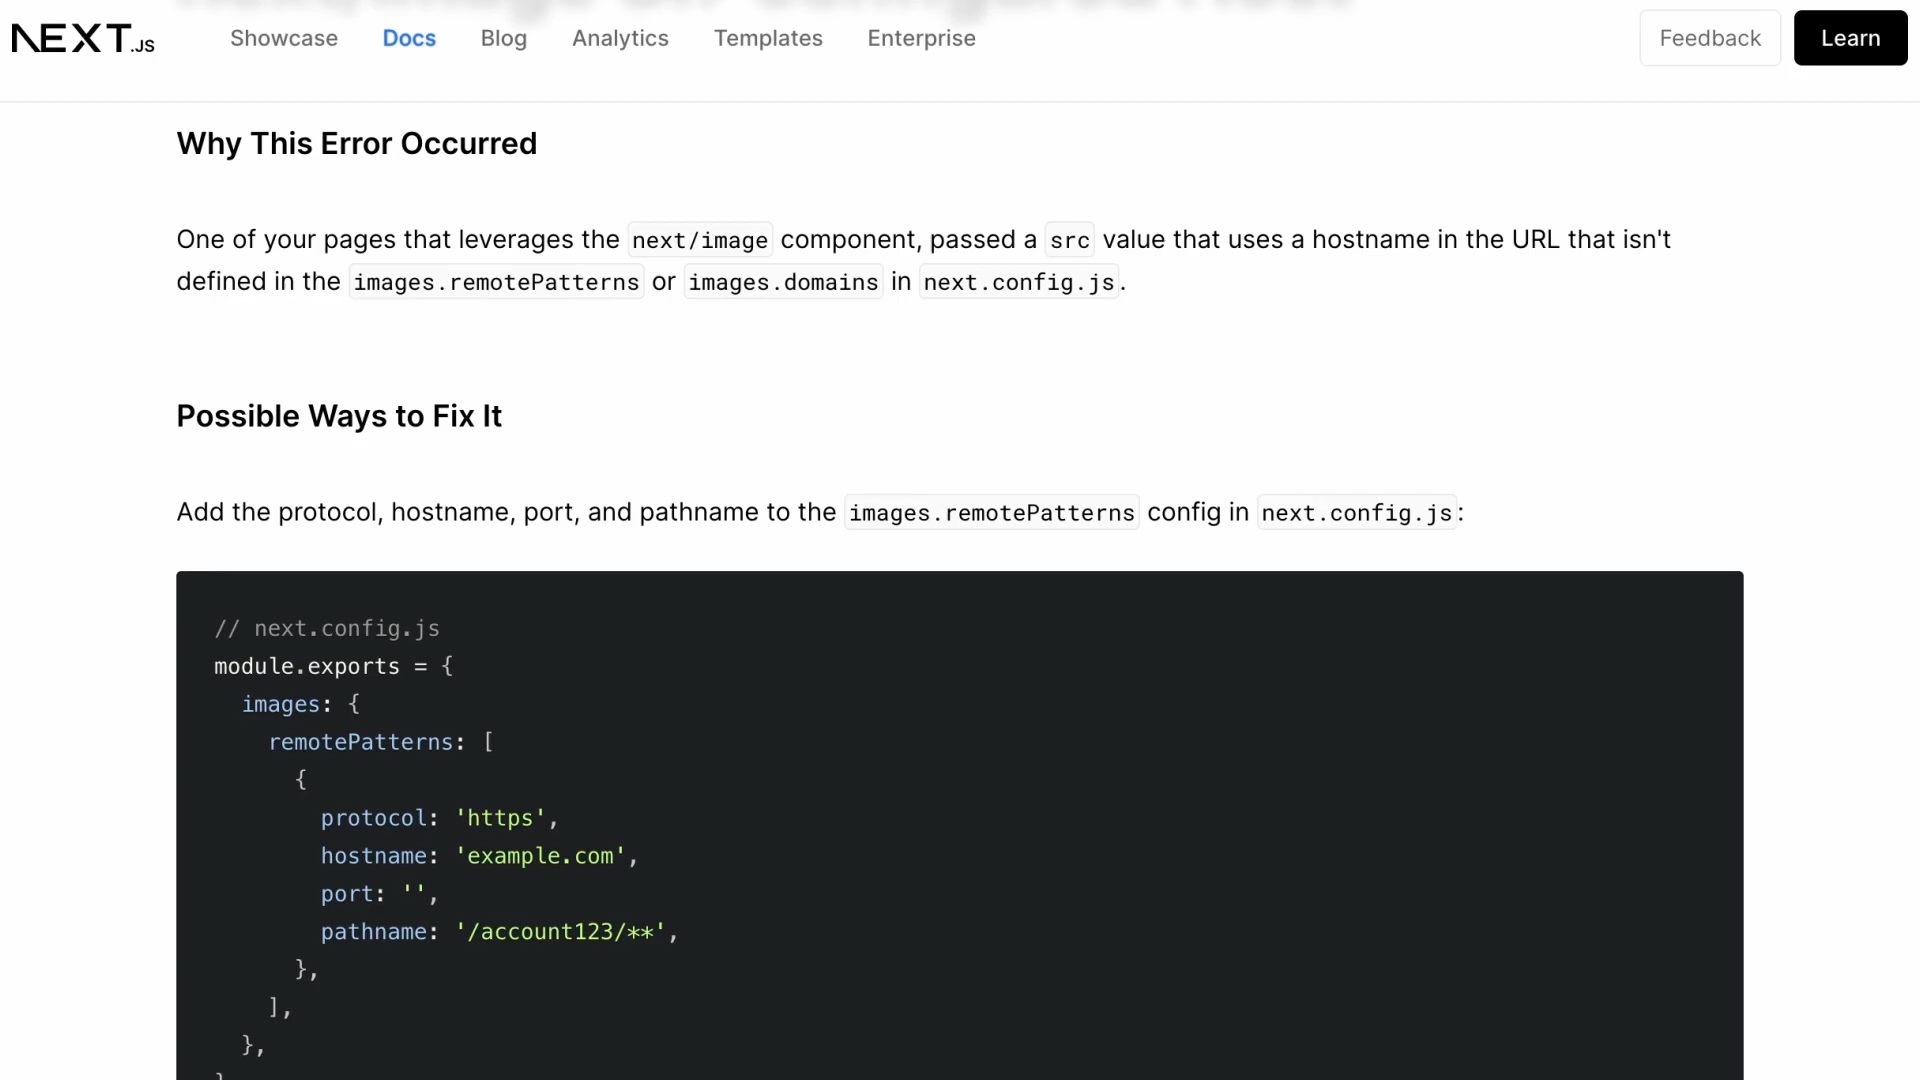 NEXT.JS Showcase Docs Blog Analytics Templates Enterprise Feedback Learn
Why This Error Occurred
One of your pages that leverages the next/image component, passed a src value that uses a hostname in the URL that isn't
defined in the images.remotePatterns or images.domains in next.config.js.
Possible Ways to Fix It
Add the protocol, hostname, port, and pathname to the images.remotePatterns config in next.config.js:
// next.config.js
module.exports = {
  images: {
    remotePatterns: [
      {
        protocol: 'https',
        hostname: 'example.com',
        port: '',
        pathname: '/account123/**',
      },
    ],
  },